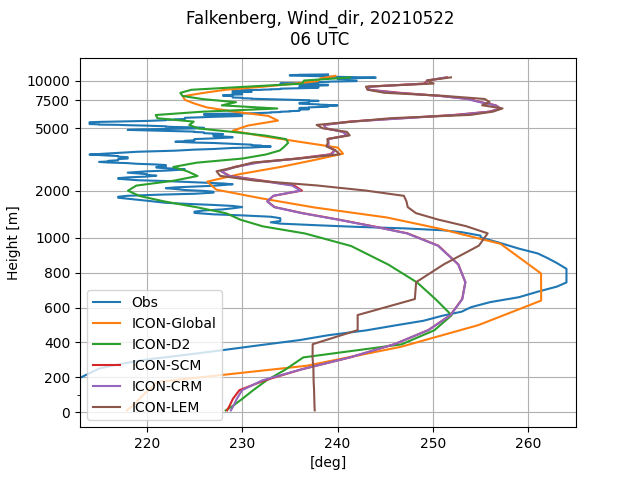 Falkenberg, Wind_dir, 20210522
06 UTC
Height [m]
10000
7500
5000
2000
1000
800
600
400
200
0
Obs
ICON-Global
ICON-D2
ICON-SCM
ICON-CRM
ICON-LEM
220 230 240 250 260
[deg]